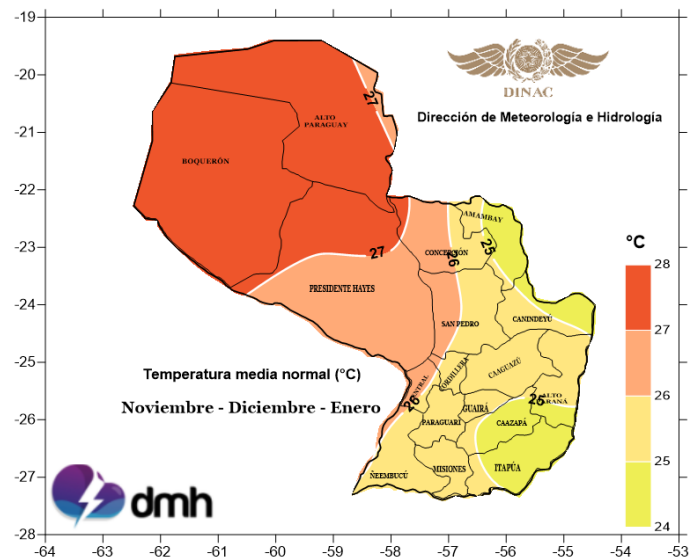 -19
-20
-21
-22
-23
-24
-25
-26
-27
-28
-64
-63
-62
-61
-60
-59
-58
-57
-56
-55
-54
-53
DINAC
Dirección de Meteorología e Hidrología
ALTO
PARAGUAY
27
BOQUERÓN
AMAMBAY
25
CONCEPCIÓN
26
27
PRESIDENTE HAYES
SAN PEDRO
CANINDEYÚ
°C
28
27
26
25
24
Temperatura media normal (°C)
Noviembre - Diciembre - Enero
CORDILLERA
CAAGUAZÚ
CENTRAL
26
25
ALTO
PARANÁ
GUAIRÁ
PARAGUARI
CAAZAPÁ
ÑEEMBUCÚ
MISIONES
ITAPÚA
dmh